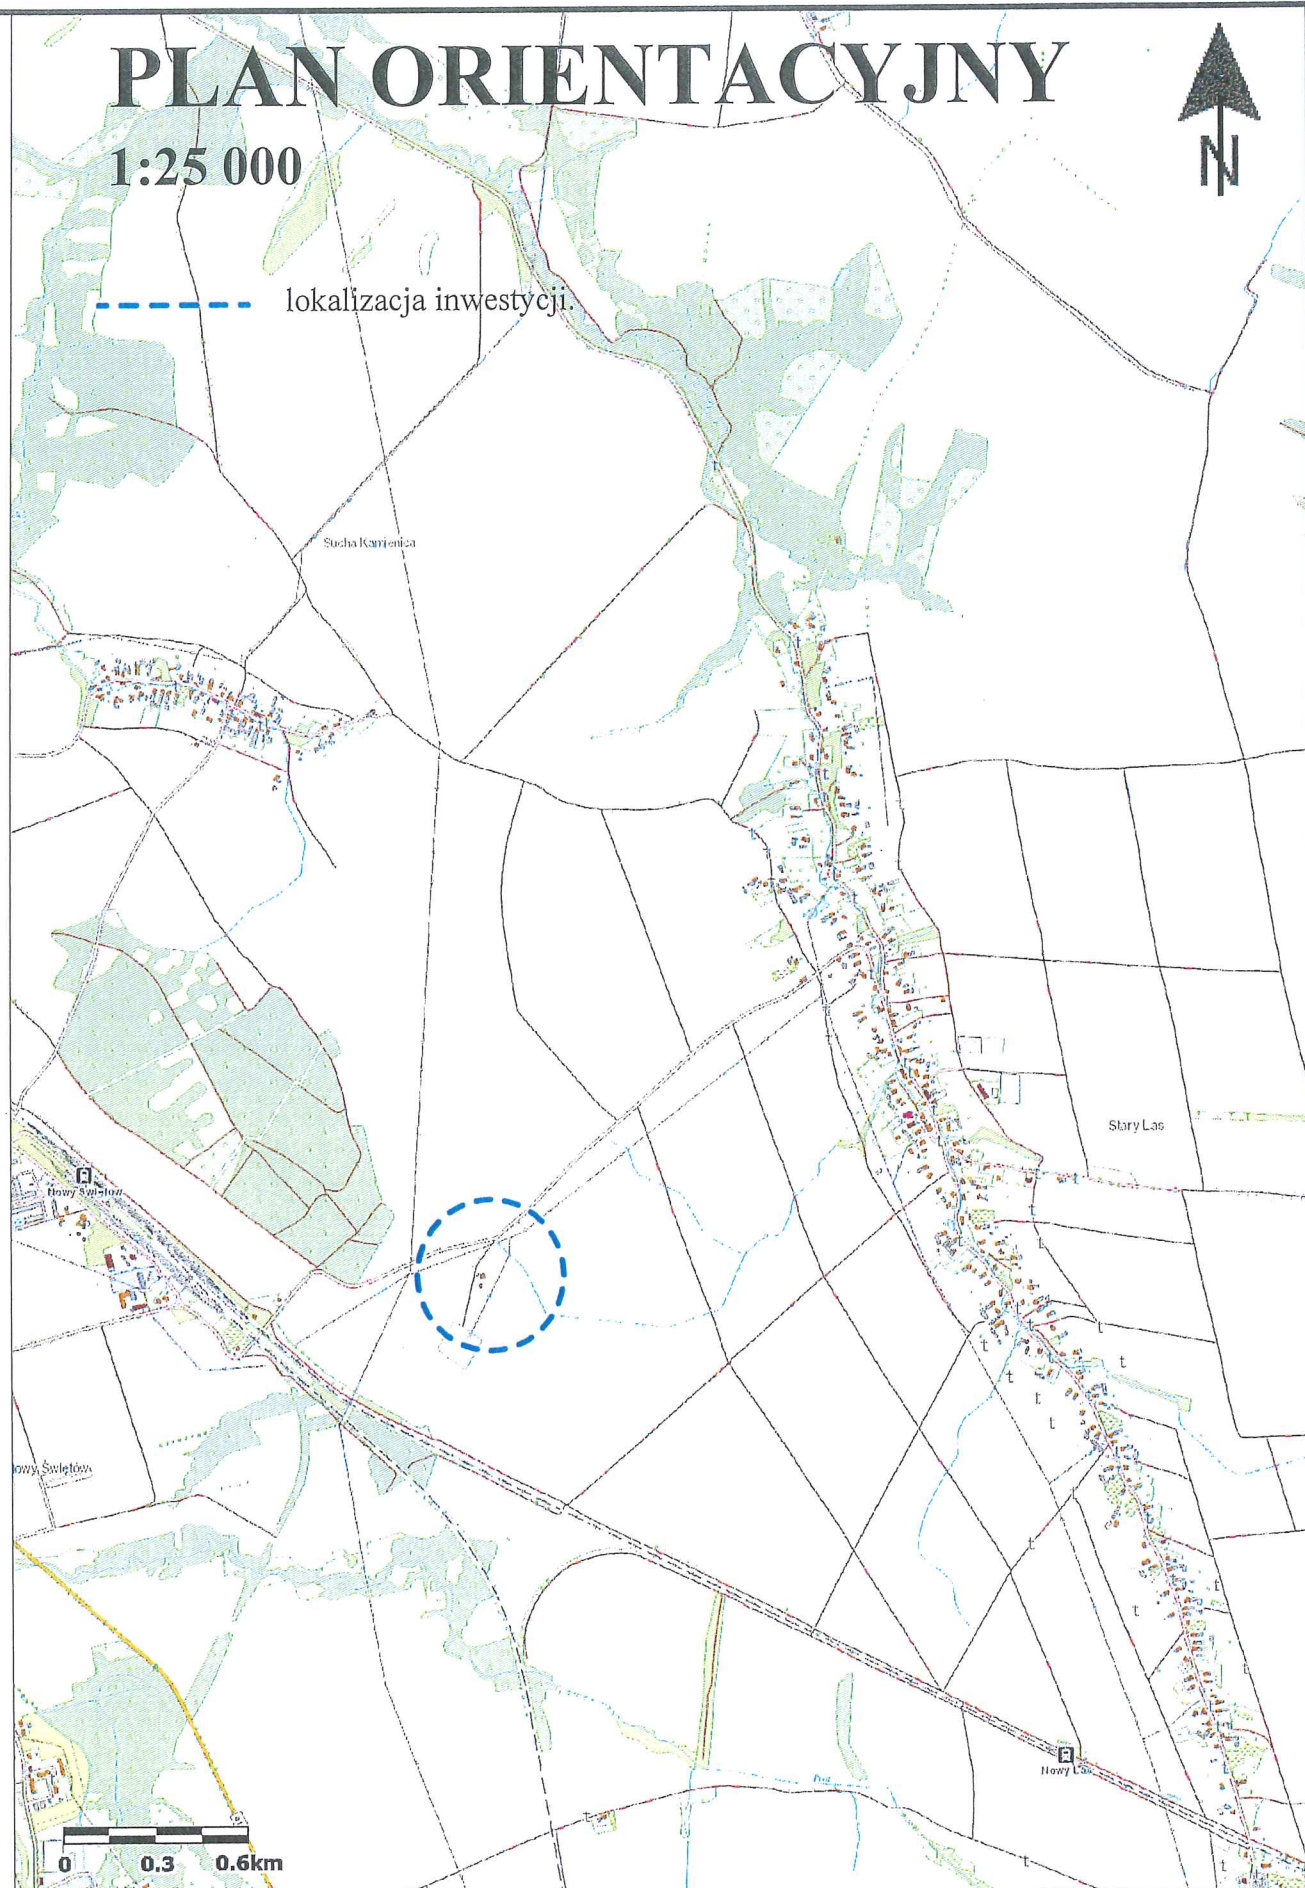 PLAN ORIENTACYJNY
1:25 000
N
lokalizacja inwestycji.
Sucha Kamienica
Stary Las
Nowy Świętów
owy Świętów
Nowy Las
0 0.3 0.6km